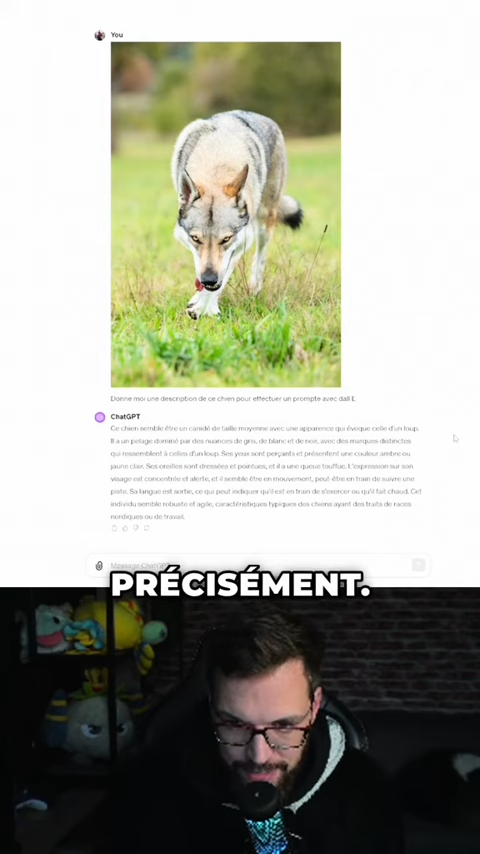 You
Donne moi une description de ce chien pour effectuer un prompte avec dall E.
ChatGPT
Ce chien semble être un canidé de taille moyenne avec une apparence qui évoque celle d'un loup.
Il a un pelage dominé par des nuances de gris, de blanc et de noir, avec des marques distinctes
qui ressemblent à celles d'un loup. Ses yeux sont perçants et présentent une couleur ambre ou
jaune clair. Ses oreilles sont dressées et pointues, et il a une queue touffue. L'expression sur son
visage est concentrée et alerte, et il semble être en mouvement, peut-être en train de suivre une
piste. Sa langue est sortie, ce qui peut indiquer qu'il est en train de s'exercer ou qu'il fait chaud. Cet
individu semble robuste et agile, caractéristiques typiques des chiens ayant des traits de races
nordiques ou de travail.
Message ChatGPT
PRÉCISÉMENT.